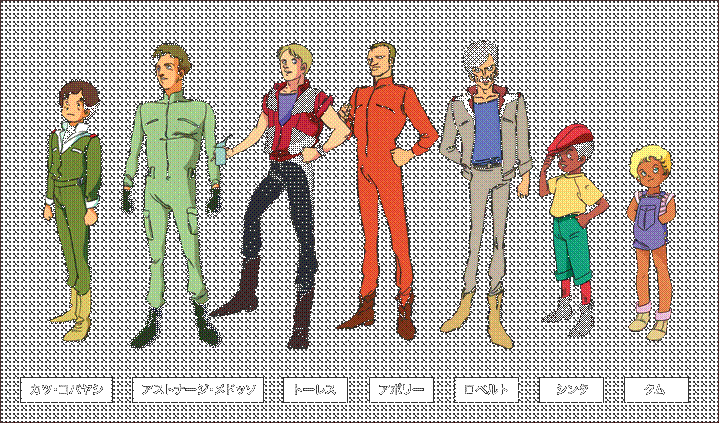 カツ・コバヤシ
アストナージ・メドッソ
トーレス
アポリー
ロベルト
シンタ
クム